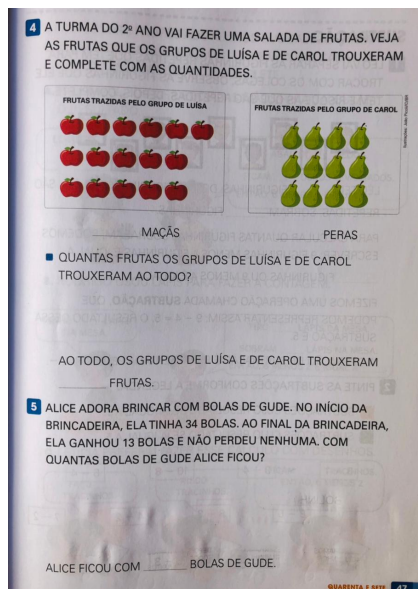 4 A TURMA DO 2º ANO VAI FAZER UMA SALADA DE FRUTAS. VEJA
AS FRUTAS QUE OS GRUPOS DE LUÍSA E DE CAROL TROUXERAM
E COMPLETE COM AS QUANTIDADES.
FRUTAS TRAZIDAS PELO GRUPO DE LUÍSA
FRUTAS TRAZIDAS PELO GRUPO DE CAROL
_______ MAÇÃS
_______ PERAS
QUANTAS FRUTAS OS GRUPOS DE LUÍSA E DE CAROL
TROUXERAM AO TODO?
AO TODO, OS GRUPOS DE LUÍSA E DE CAROL TROUXERAM
_______ FRUTAS.
5 ALICE ADORA BRINCAR COM BOLAS DE GUDE. NO INÍCIO DA
BRINCADEIRA, ELA TINHA 34 BOLAS. AO FINAL DA BRINCADEIRA,
ELA GANHOU 13 BOLAS E NÃO PERDEU NENHUMA. COM
QUANTAS BOLAS DE GUDE ALICE FICOU?
ALICE FICOU COM _______ BOLAS DE GUDE.
QUARENTA E SETE 47